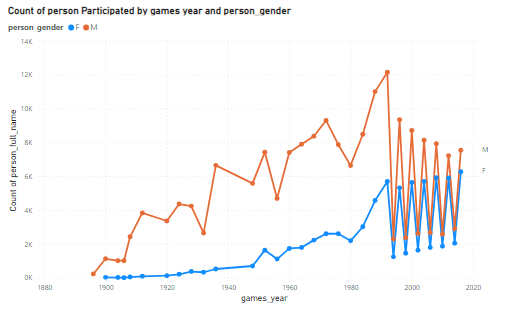 Count of person Participated by games year and person_gender
person_gender F M
14K
12K
10K
8K
6K
4K
2K
0K
Count of person_full_name
M
F
1880 1900 1920 1940 1960 1980 2000 2020
games_year